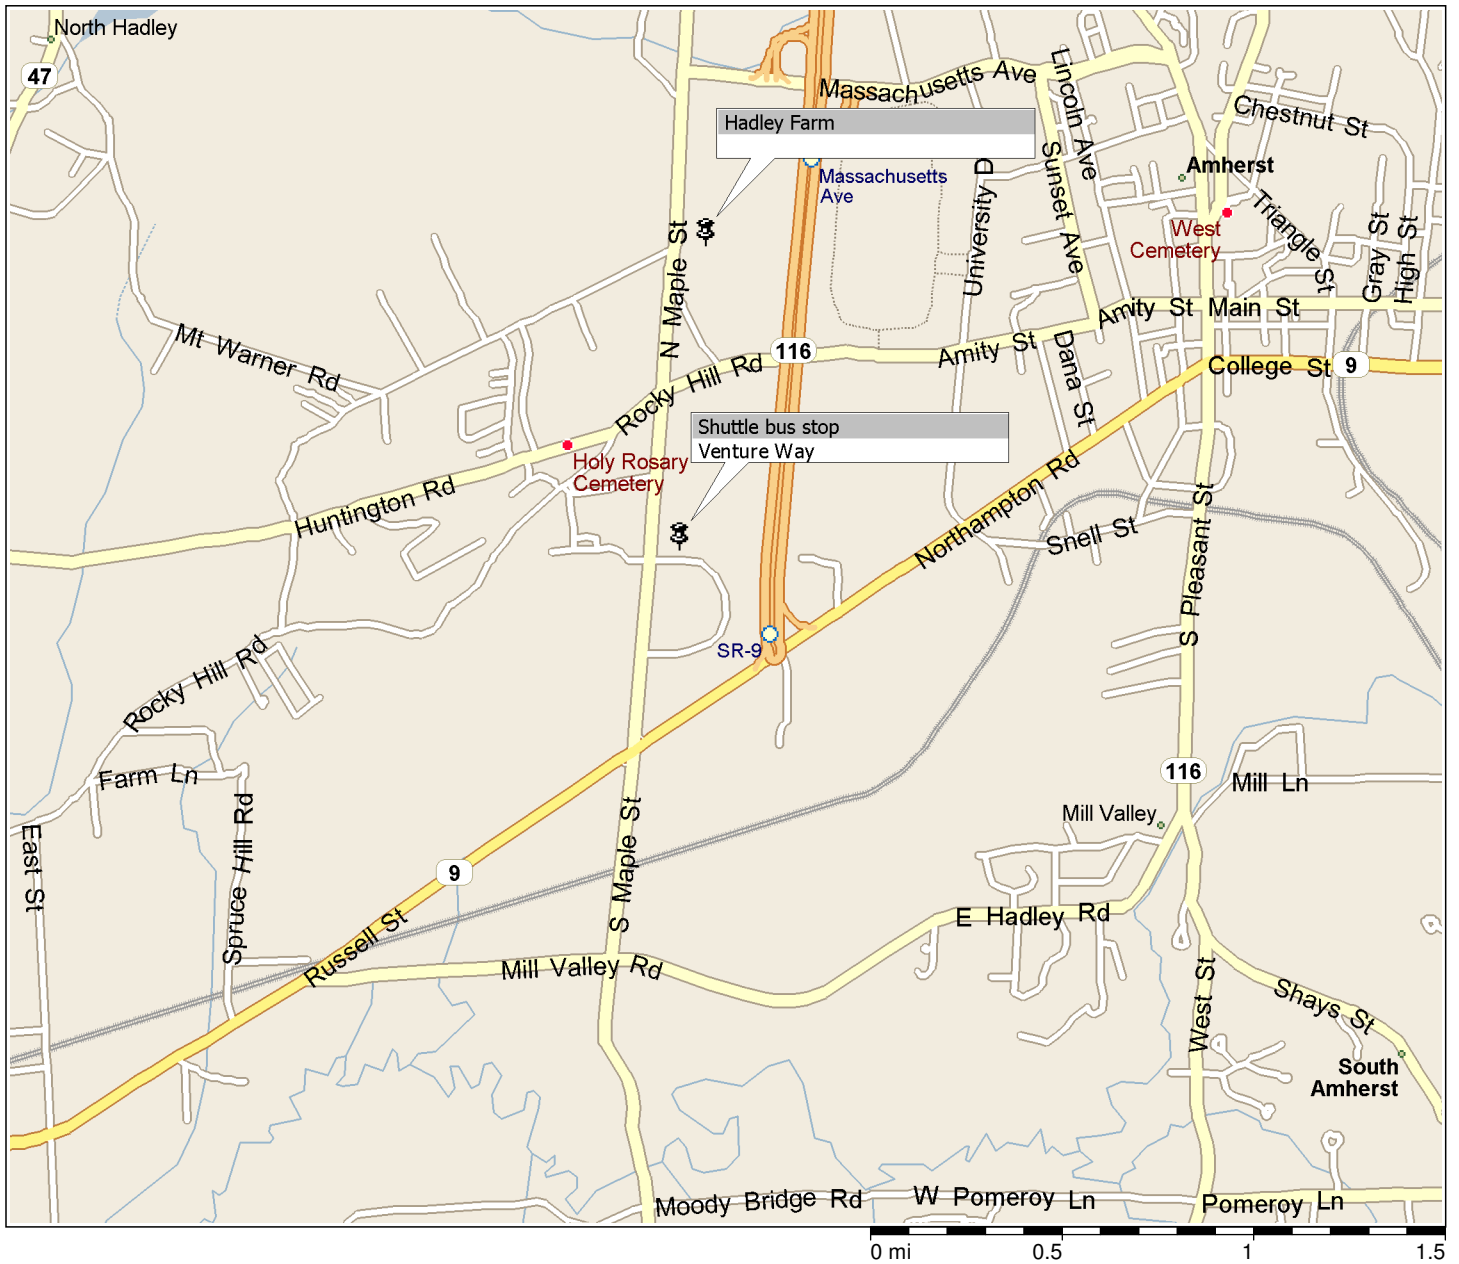 North Hadley
47
Massachusetts Ave
Lincoln Ave
Chestnut St
Hadley Farm
Massachusetts
Ave
Sunset Ave
University D
Amherst
West
Cemetery
Triangle St
Gray St
High St
N Maple St
Mt Warner Rd
116
Rocky Hill Rd
Amity St
Amity St
Main St
Dana St
College St
9
Shuttle bus stop
Venture Way
Holy Rosary
Cemetery
Huntington Rd
Northampton Rd
Snell St
S Pleasant St
Rocky Hill Rd
SR-9
Farm Ln
116
Mill Ln
Mill Valley
East St
Spruce Hill Rd
S Maple St
9
Russell St
E Hadley Rd
Mill Valley Rd
West St
Shays St
South
Amherst
Moody Bridge Rd
W Pomeroy Ln
Pomeroy Ln
0 mi
0.5
1
1.5